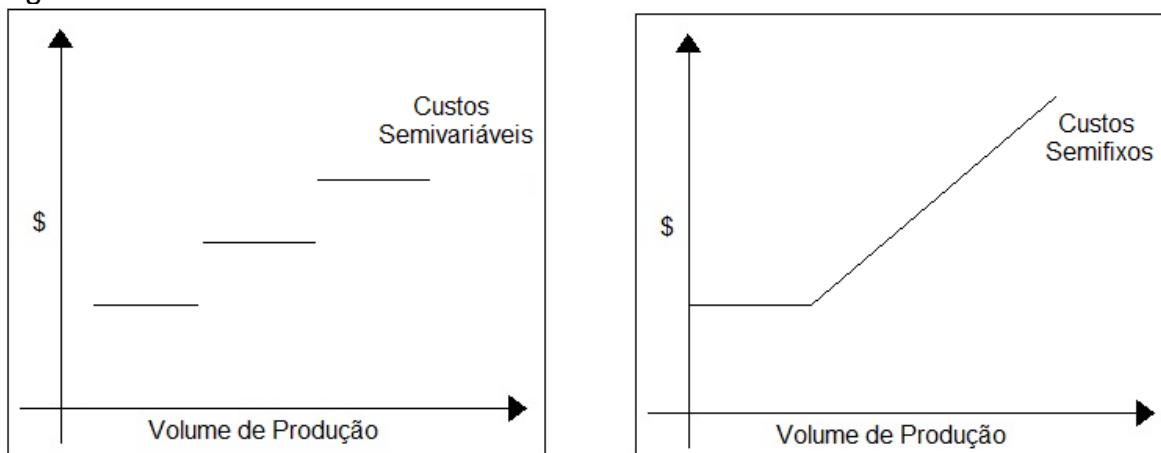 Custos
Semivariáveis
$
Volume de Produção
Custos
Semifixos
$
Volume de Produção